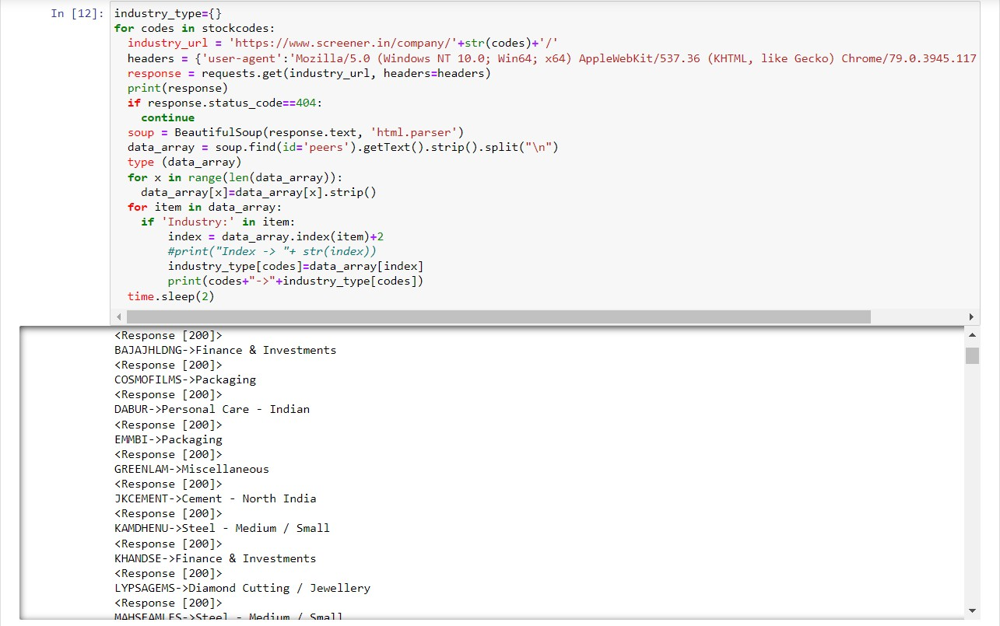 In [12]:
industry_type={}
for codes in stockcodes:
  industry_url = 'https://www.screener.in/company/'+str(codes)+'/'
  headers = {'user-agent':'Mozilla/5.0 (Windows NT 10.0; Win64; x64) AppleWebKit/537.36 (KHTML, like Gecko) Chrome/79.0.3945.117
  response = requests.get(industry_url, headers=headers)
  print(response)
  if response.status_code==404:
    continue
  soup = BeautifulSoup(response.text, 'html.parser')
  data_array = soup.find(id='peers').getText().strip().split("\n")
  type (data_array)
  for x in range(len(data_array)):
    data_array[x]=data_array[x].strip()
  for item in data_array:
    if 'Industry:' in item:
        index = data_array.index(item)+2
        #print("Index -> "+ str(index))
        industry_type[codes]=data_array[index]
        print(codes+"->"+industry_type[codes])
  time.sleep(2)
<Response [200]>
BAJAJHLDNG->Finance & Investments
<Response [200]>
COSMOFILMS->Packaging
<Response [200]>
DABUR->Personal Care - Indian
<Response [200]>
EMMBI->Packaging
<Response [200]>
GREENLAM->Miscellaneous
<Response [200]>
JKCEMENT->Cement - North India
<Response [200]>
KAMDHENU->Steel - Medium / Small
<Response [200]>
KHANDSE->Finance & Investments
<Response [200]>
LYPSAGEMS->Diamond Cutting / Jewellery
<Response [200]>
MAHSEAMLES->Steel - Medium / Small